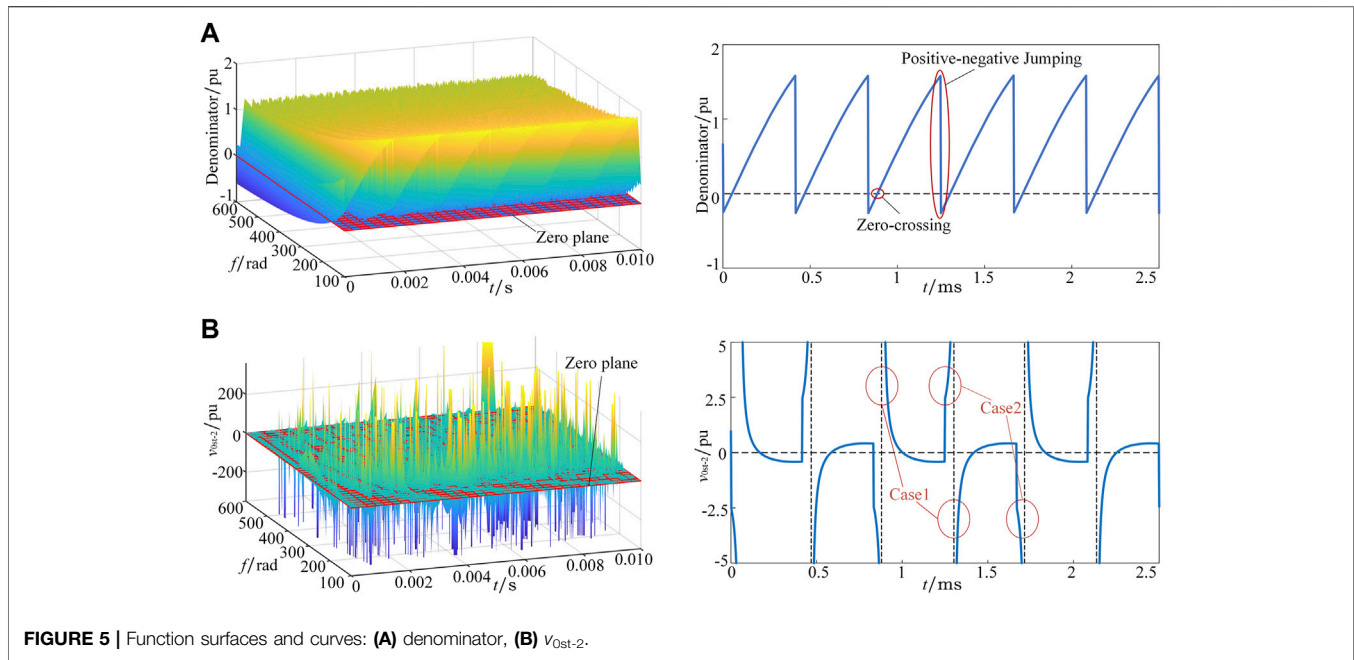 A
2
1
0
-1
Denominator/pu
600
500
400
300
200
100
f/rad
0
0.002
0.004
0.006
0.008
0.010
t/s
Zero plane
2
1
0
-1
Denominator/pu
Positive-negative Jumping
Zero-crossing
0
0.5
1
1.5
2
2.5
t/ms
B
200
0
-200
v0st-2/pu
600
500
400
300
200
100
f/rad
0
0.002
0.004
0.006
0.008
0.010
t/s
Zero plane
5
2.5
0
-2.5
-5
v0st-2/pu
Case1
Case2
0
0.5
1
1.5
2
2.5
t/ms
FIGURE 5 | Function surfaces and curves: (A) denominator, (B) v0st-2.